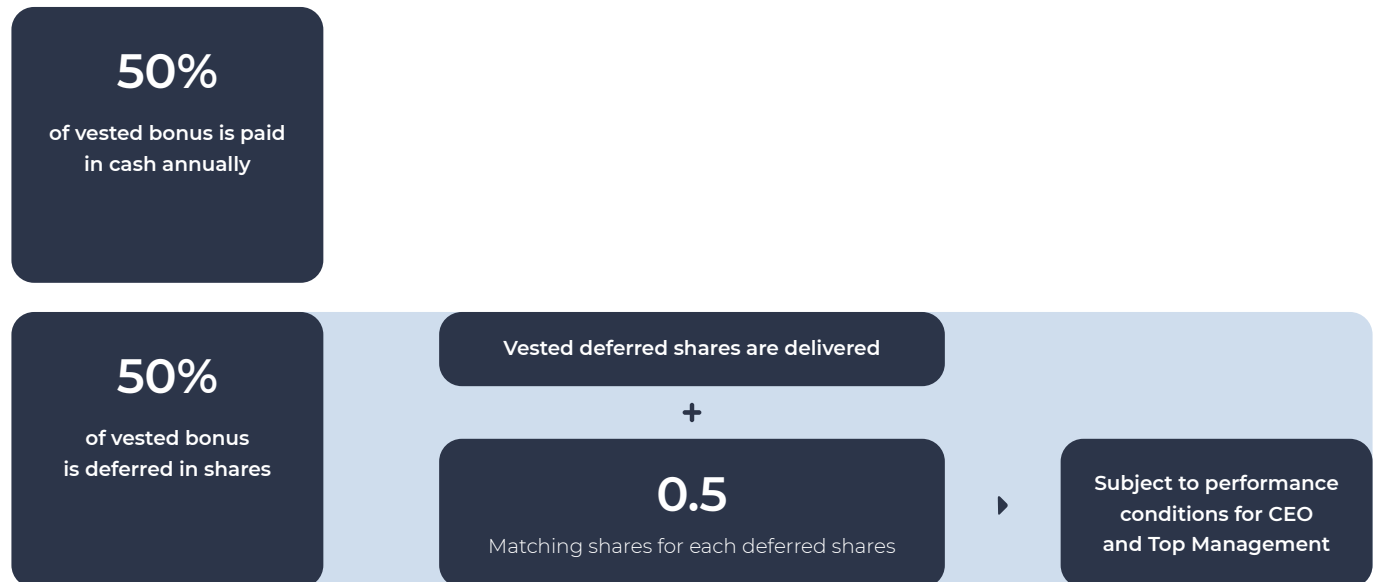 50%
of vested bonus is paid
in cash annually
50%
of vested bonus
is deferred in shares
Vested deferred shares are delivered
+
0.5
Matching shares for each deferred shares
Subject to performance
conditions for CEO
and Top Management